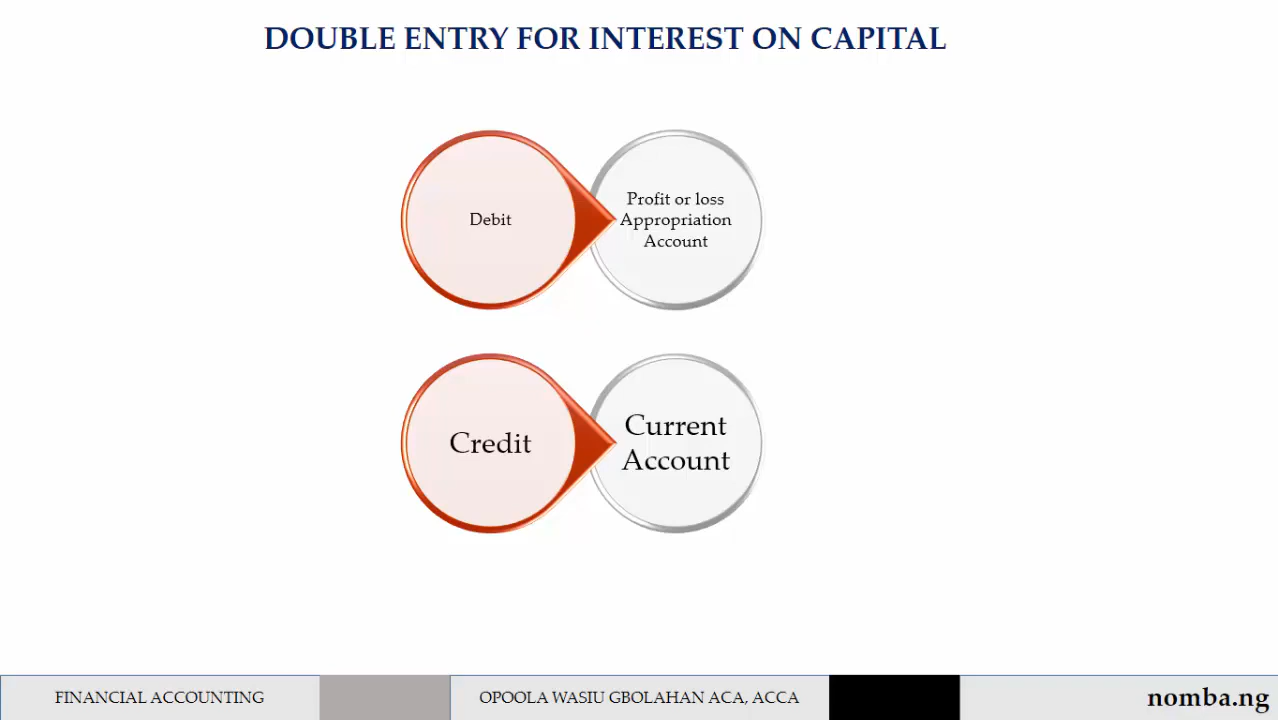 DOUBLE ENTRY FOR INTEREST ON CAPITAL
Debit
Profit or loss
Appropriation
Account
Credit
Current
Account
FINANCIAL ACCOUNTING
OPOOLA WASIU GBOLAHAN ACA, ACCA
nomba.ng